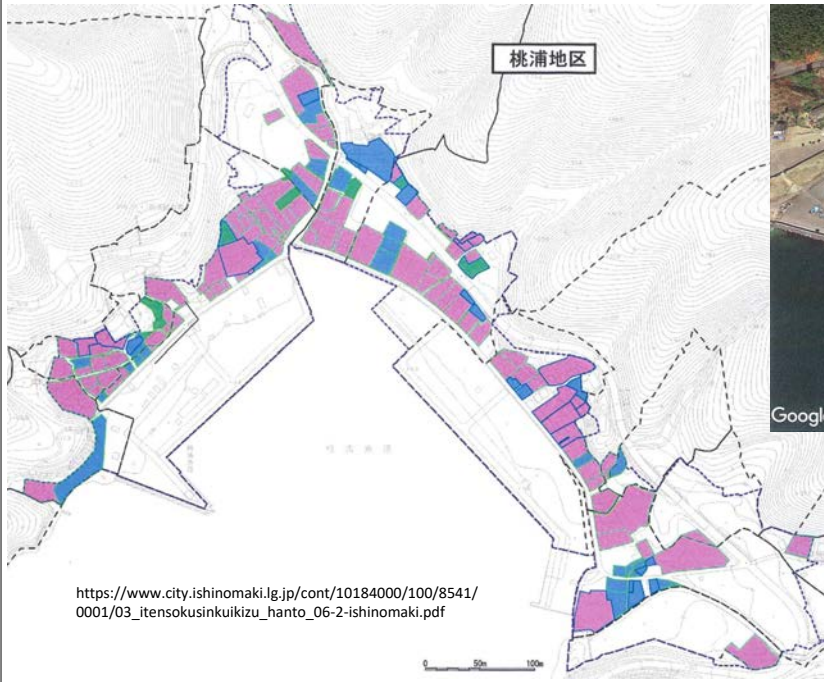 桃浦地区
Google
https://www.city.ishinomaki.lg.jp/cont/10184000/100/8541/
0001/03_itensokusinkuikizu_hanto_06-2-ishinomaki.pdf
0 50m 100m